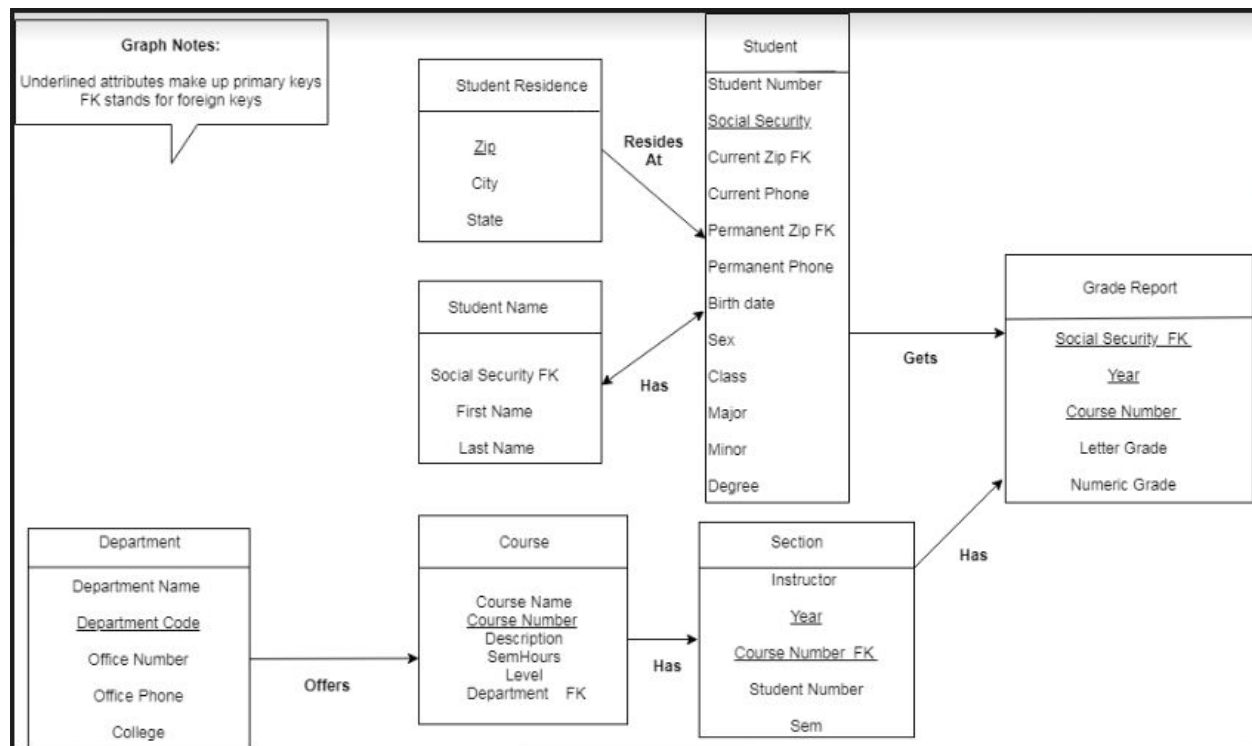 Graph Notes:
Underlined attributes make up primary keys
FK stands for foreign keys
Student Residence
Zip
City
State
Resides
At
Student
Student Number
Social Security
Current Zip FK
Current Phone
Permanent Zip FK
Permanent Phone
Birth date
Sex
Class
Major
Minor
Degree
Student Name
Social Security FK
First Name
Last Name
Has
Gets
Grade Report
Social Security FK
Year
Course Number
Letter Grade
Numeric Grade
Department
Department Name
Department Code
Office Number
Office Phone
College
Offers
Course
Course Name
Course Number
Description
SemHours
Level
Department FK
Has
Section
Instructor
Year
Course Number FK
Student Number
Sem
Has